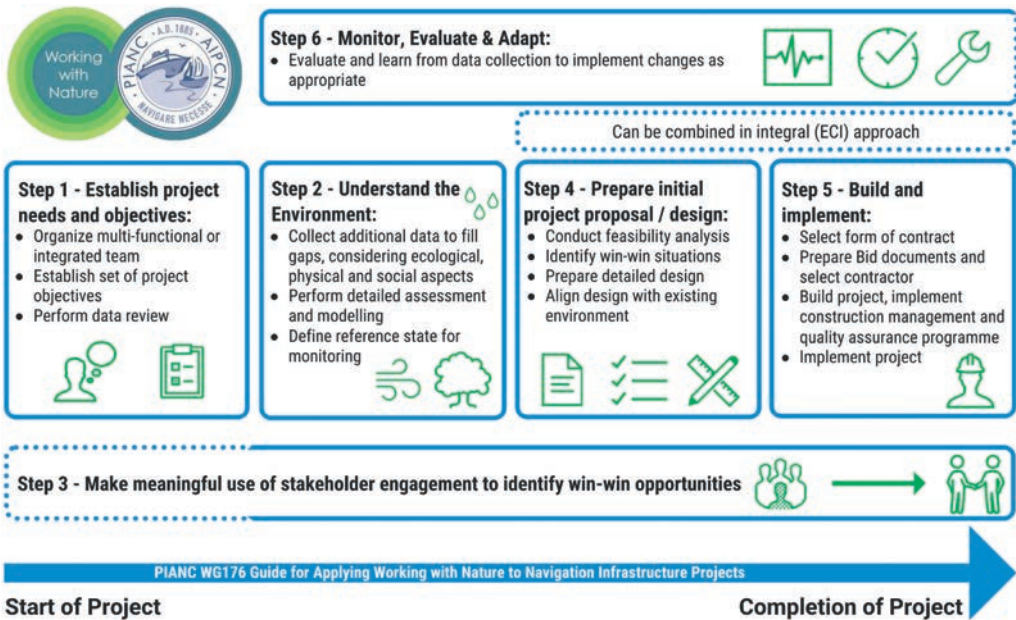 Working
with
Nature
· A.D. 1885 ·
PIANC
AIPCN
NAVIGARE NECESSE
Step 6 - Monitor, Evaluate & Adapt:
• Evaluate and learn from data collection to implement changes as
appropriate
Can be combined in integral (ECI) approach
Step 1 - Establish project
needs and objectives:
• Organize multi-functional or
integrated team
• Establish set of project
objectives
• Perform data review
Step 2 - Understand the
Environment:
• Collect additional data to fill
gaps, considering ecological,
physical and social aspects
• Perform detailed assessment
and modelling
• Define reference state for
monitoring
Step 4 - Prepare initial
project proposal / design:
• Conduct feasibility analysis
• Identify win-win situations
• Prepare detailed design
• Align design with existing
environment
Step 5 - Build and
implement:
• Select form of contract
• Prepare Bid documents and
select contractor
• Build project, implement
construction management and
quality assurance programme
• Implement project
Step 3 - Make meaningful use of stakeholder engagement to identify win-win opportunities
PIANC WG176 Guide for Applying Working with Nature to Navigation Infrastructure Projects
Start of Project
Completion of Project